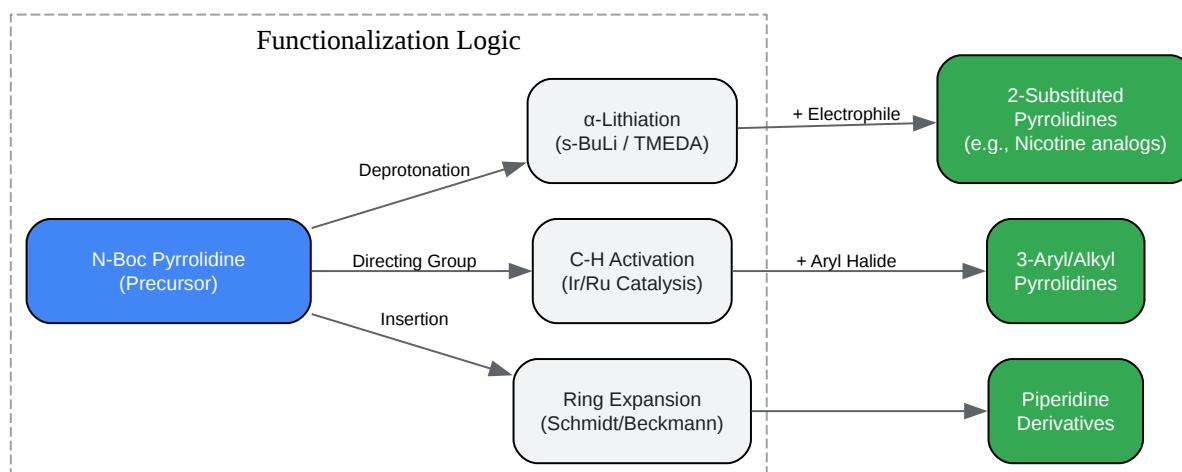 Functionalization Logic
α-Lithiation
(s-BuLi / TMEDA)
+ Electrophile
2-Substituted
Pyrrolidines
(e.g., Nicotine analogs)
Deprotonation
N-Boc Pyrrolidine
(Precursor)
Directing Group
C-H Activation
(Ir/Ru Catalysis)
+ Aryl Halide
3-Aryl/Alkyl
Pyrrolidines
Insertion
Ring Expansion
(Schmidt/Beckmann)
Piperidine
Derivatives